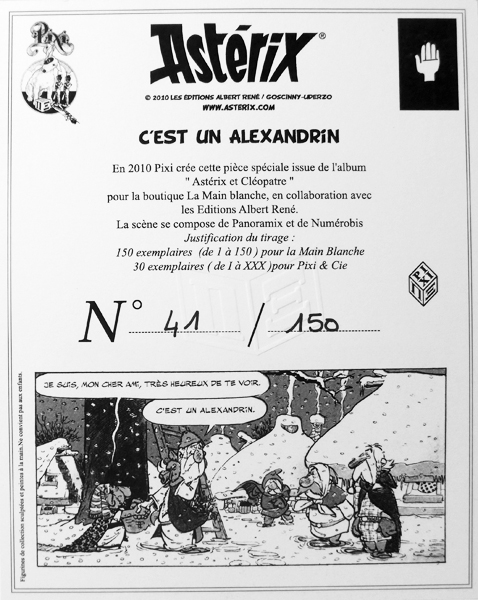 Pixi
Astérix®
© 2010 LES ÉDITIONS ALBERT RENÉ / GOSCINNY-UDERZO
WWW.ASTERIX.COM
C'EST UN ALEXANDRIN
En 2010 Pixi crée cette pièce spéciale issue de l'album
" Astérix et Cléopatre "
pour la boutique La Main blanche, en collaboration avec
les Editions Albert René.
La scène se compose de Panoramix et de Numérobis
Justification du tirage :
150 exemplaires (de 1 à 150 ) pour la Main Blanche
30 exemplaires ( de I à XXX )pour Pixi & Cie
N° 41 / 150
JE SUIS, MON CHER AMI, TRÈS HEUREUX DE TE VOIR.
C'EST UN ALEXANDRIN.
Figurines de collection sculptées et peintes à la main.Ne convient pas aux enfants.